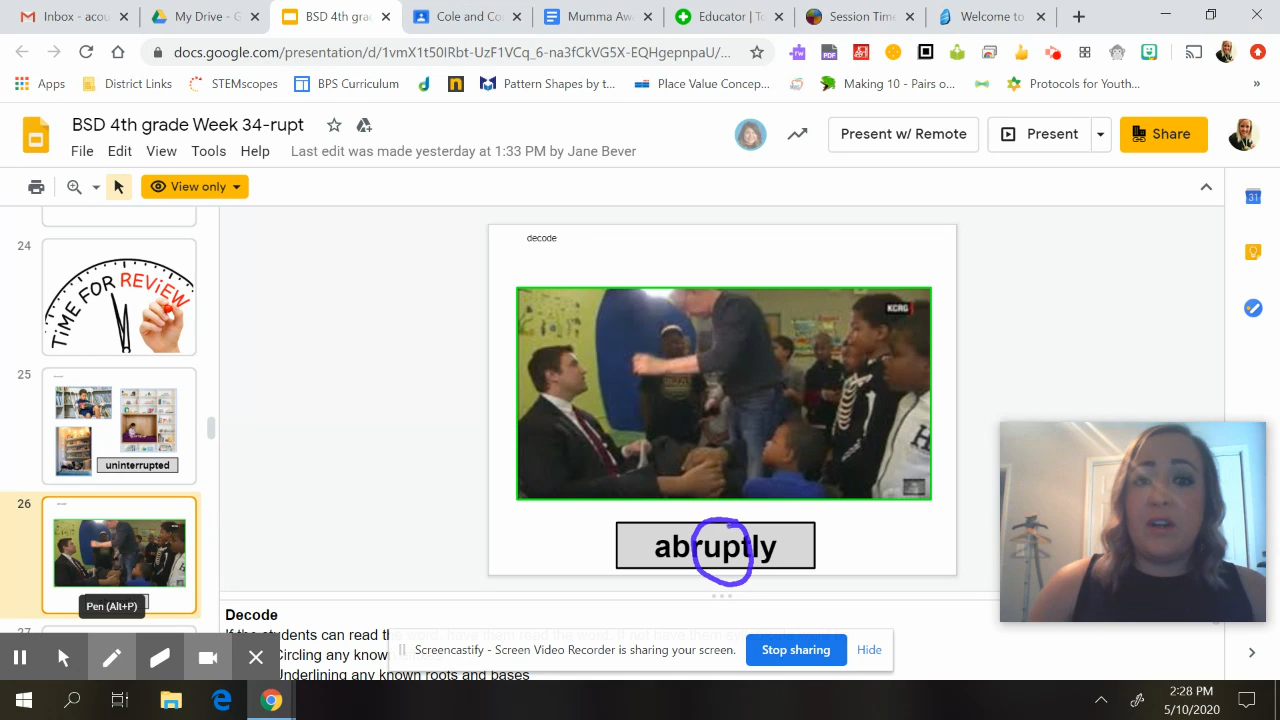 Inbox - acou
My Drive - G
BSD 4th grad
Cole and Co
Mumma Aw
Educator | To
Session Time
Welcome to
docs.google.com/presentation/d/1vmX1t50IRbt-UzF1VCq_6-na3fCkVG5X-EQHgepnpaU/...
Apps
District Links
STEMscopes
BPS Curriculum
Pattern Shapes by t...
Place Value Compo...
Making 10 - Pairs o...
Protocols for Youth...
»
BSD 4th grade Week 34-rupt
File Edit View Tools Help
Last edit was made yesterday at 1:33 PM by Jane Bever
Present w/ Remote
Present
Share
View only
31
24
TiME FOR REViEW
25
uninterrupted
26
Pen (Alt+P)
27
decode
KCRG
H
abruptly
Decode
If the students can read the word, have them read the word. If not have them
Circling any know
Underlining any known roots and bases
Screencastify - Screen Video Recorder is sharing your screen.
Stop sharing
Hide
2:28 PM
5/10/2020